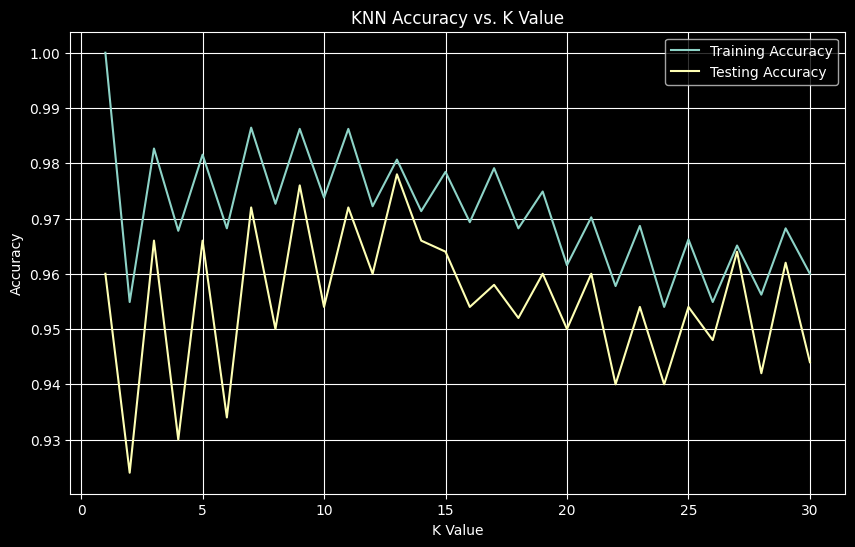 KNN Accuracy vs. K Value
Training Accuracy
Testing Accuracy
1.00
0.99
0.98
0.97
0.96
0.95
0.94
0.93
Accuracy
0 5 10 15 20 25 30
K Value